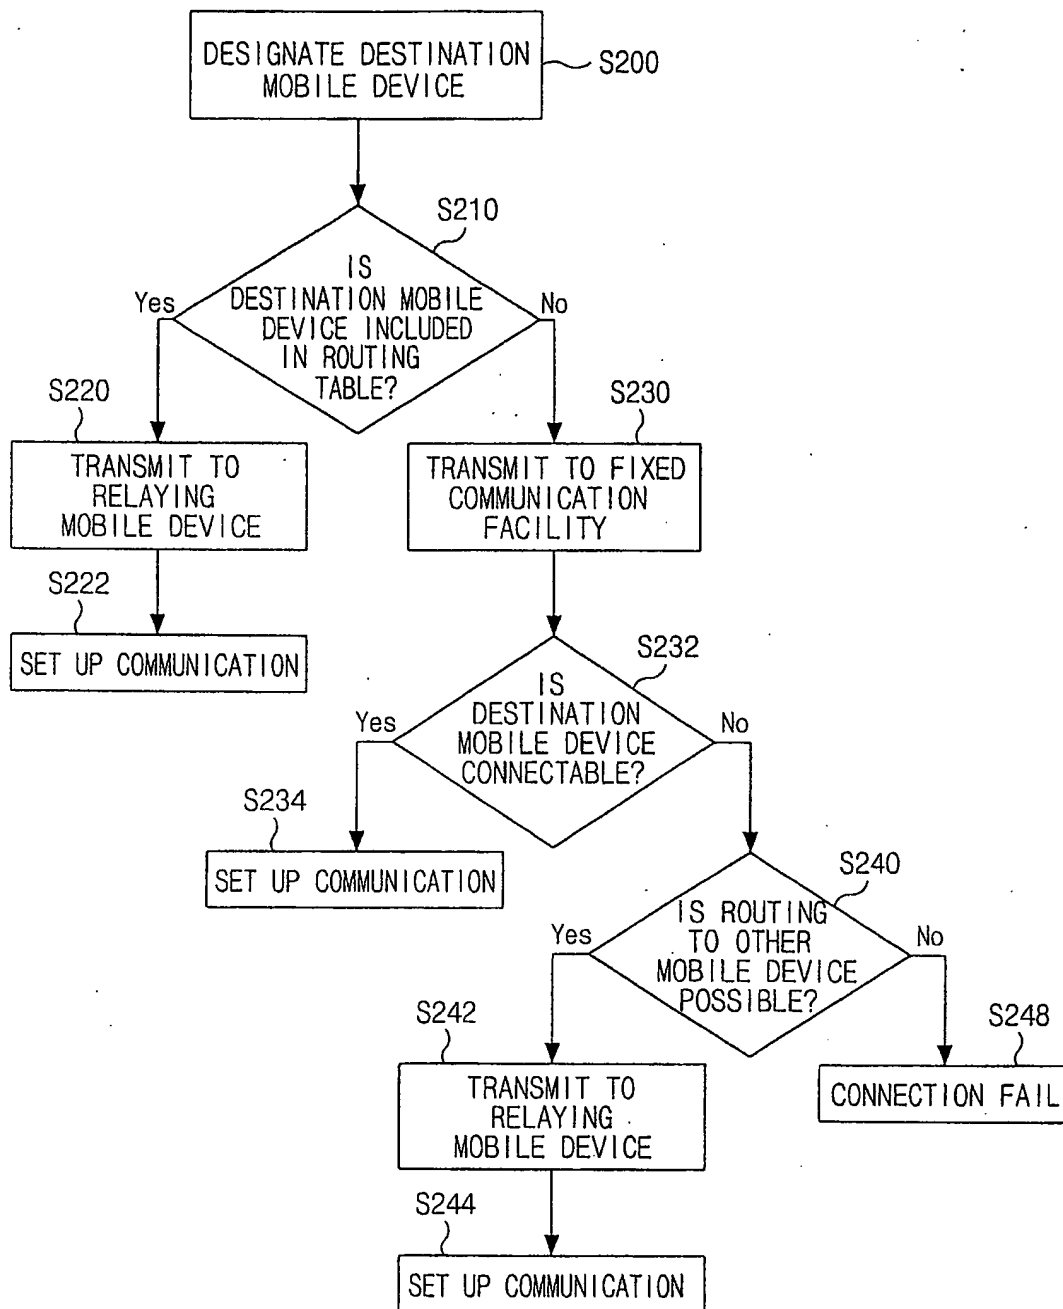 DESIGNATE DESTINATION
MOBILE DEVICE
S200
S210
IS
DESTINATION MOBILE
DEVICE INCLUDED
IN ROUTING
TABLE?
Yes
No
S220
TRANSMIT TO
RELAYING
MOBILE DEVICE
S230
TRANSMIT TO FIXED
COMMUNICATION
FACILITY
S222
SET UP COMMUNICATION
S232
IS
DESTINATION
MOBILE DEVICE
CONNECTABLE?
Yes
No
S234
SET UP COMMUNICATION
S240
IS ROUTING
TO OTHER
MOBILE DEVICE
POSSIBLE?
Yes
No
S242
TRANSMIT TO
RELAYING
MOBILE DEVICE
S248
CONNECTION FAIL
S244
SET UP COMMUNICATION